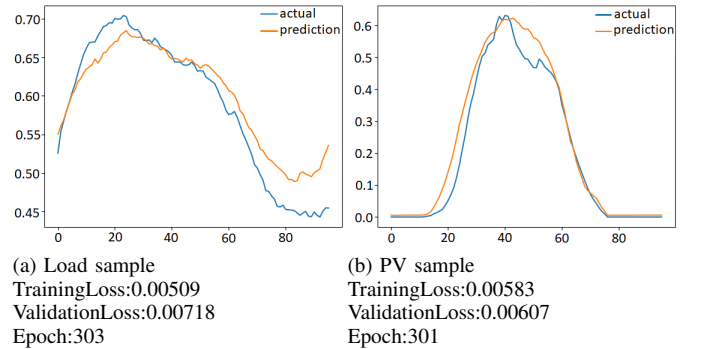 actual
prediction
0.70
0.65
0.60
0.55
0.50
0.45
0 20 40 60 80
actual
prediction
0.6
0.5
0.4
0.3
0.2
0.1
0.0
0 20 40 60 80
(a) Load sample
TrainingLoss:0.00509
ValidationLoss:0.00718
Epoch:303
(b) PV sample
TrainingLoss:0.00583
ValidationLoss:0.00607
Epoch:301